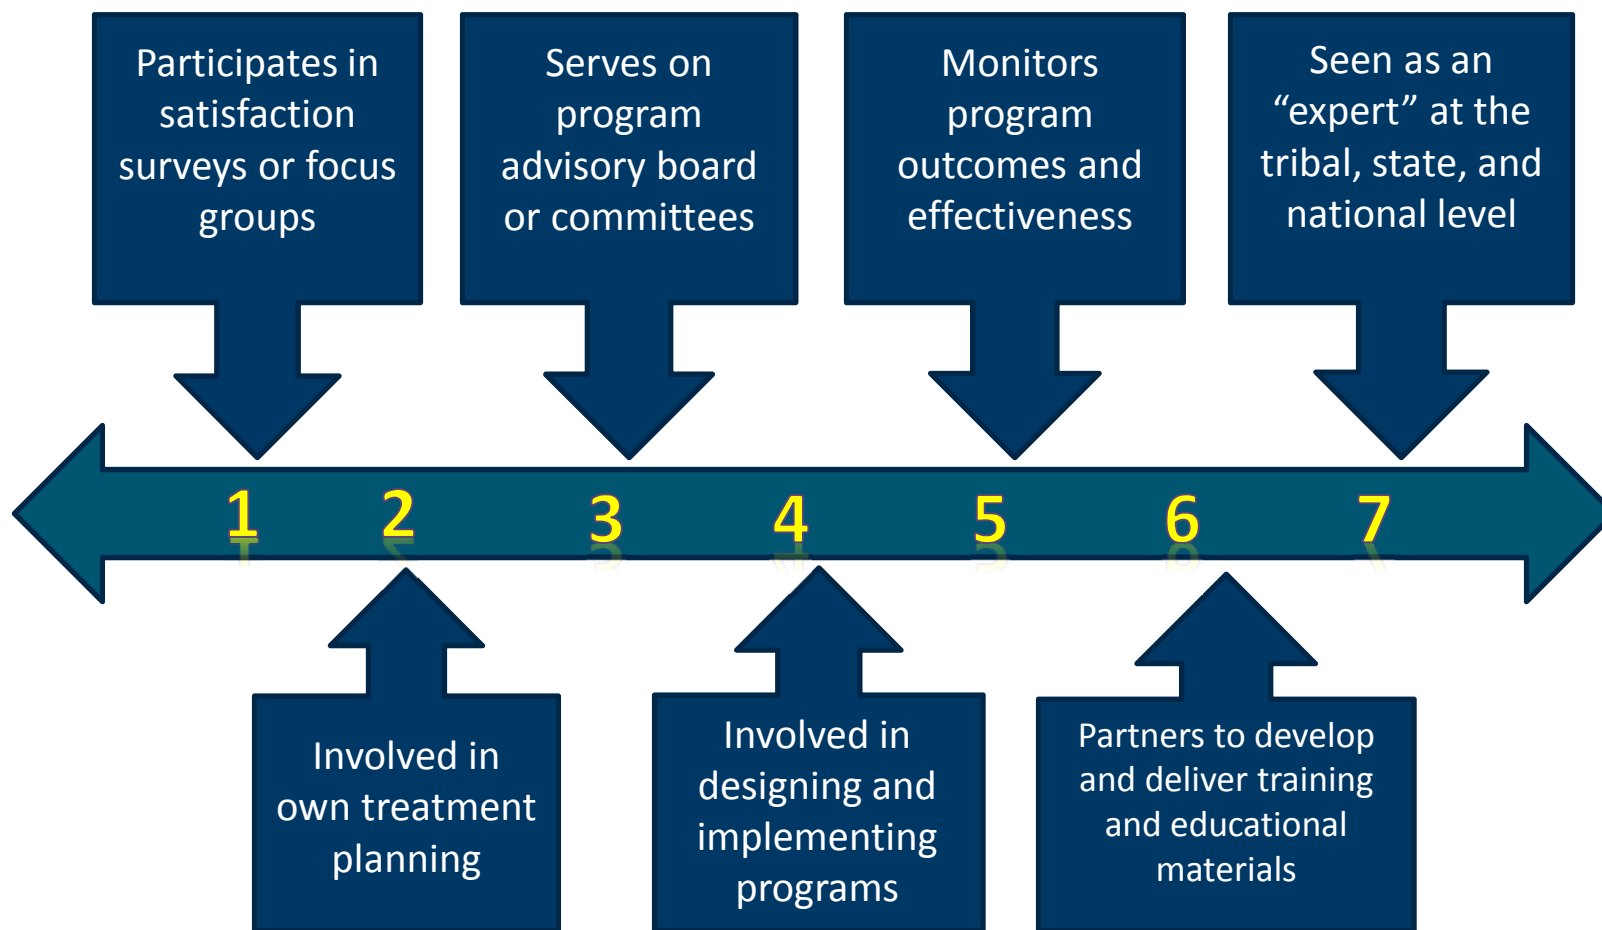 Participates in
satisfaction
surveys or focus
groups
Serves on
program
advisory board
or committees
Monitors
program
outcomes and
effectiveness
Seen as an
“expert” at the
tribal, state, and
national level
1 2 3 4 5 6 7
Involved in
own treatment
planning
Involved in
designing and
implementing
programs
Partners to develop
and deliver training
and educational
materials